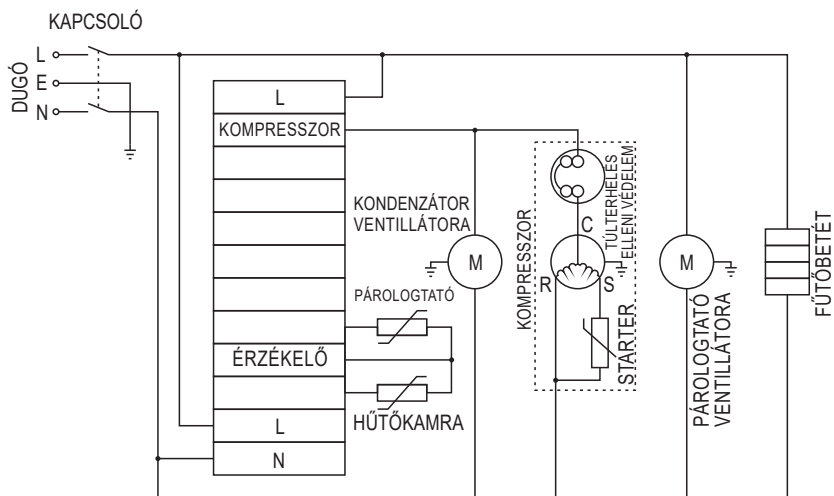 KAPCSOLÓ
DUGÓ
L
E
N
L
KOMPRESSZOR
KONDENZÁTOR
VENTILLÁTORA
M
PÁROLOGTATÓ
ÉRZÉKELŐ
HŰTŐKAMRA
L
N
KOMPRESSZOR
TÚLTERHELÉS
ELLENI VÉDELEM
C
R
S
STARTER
M
PÁROLOGTATÓ
VENTILLÁTORA
FŰTŐBETÉT